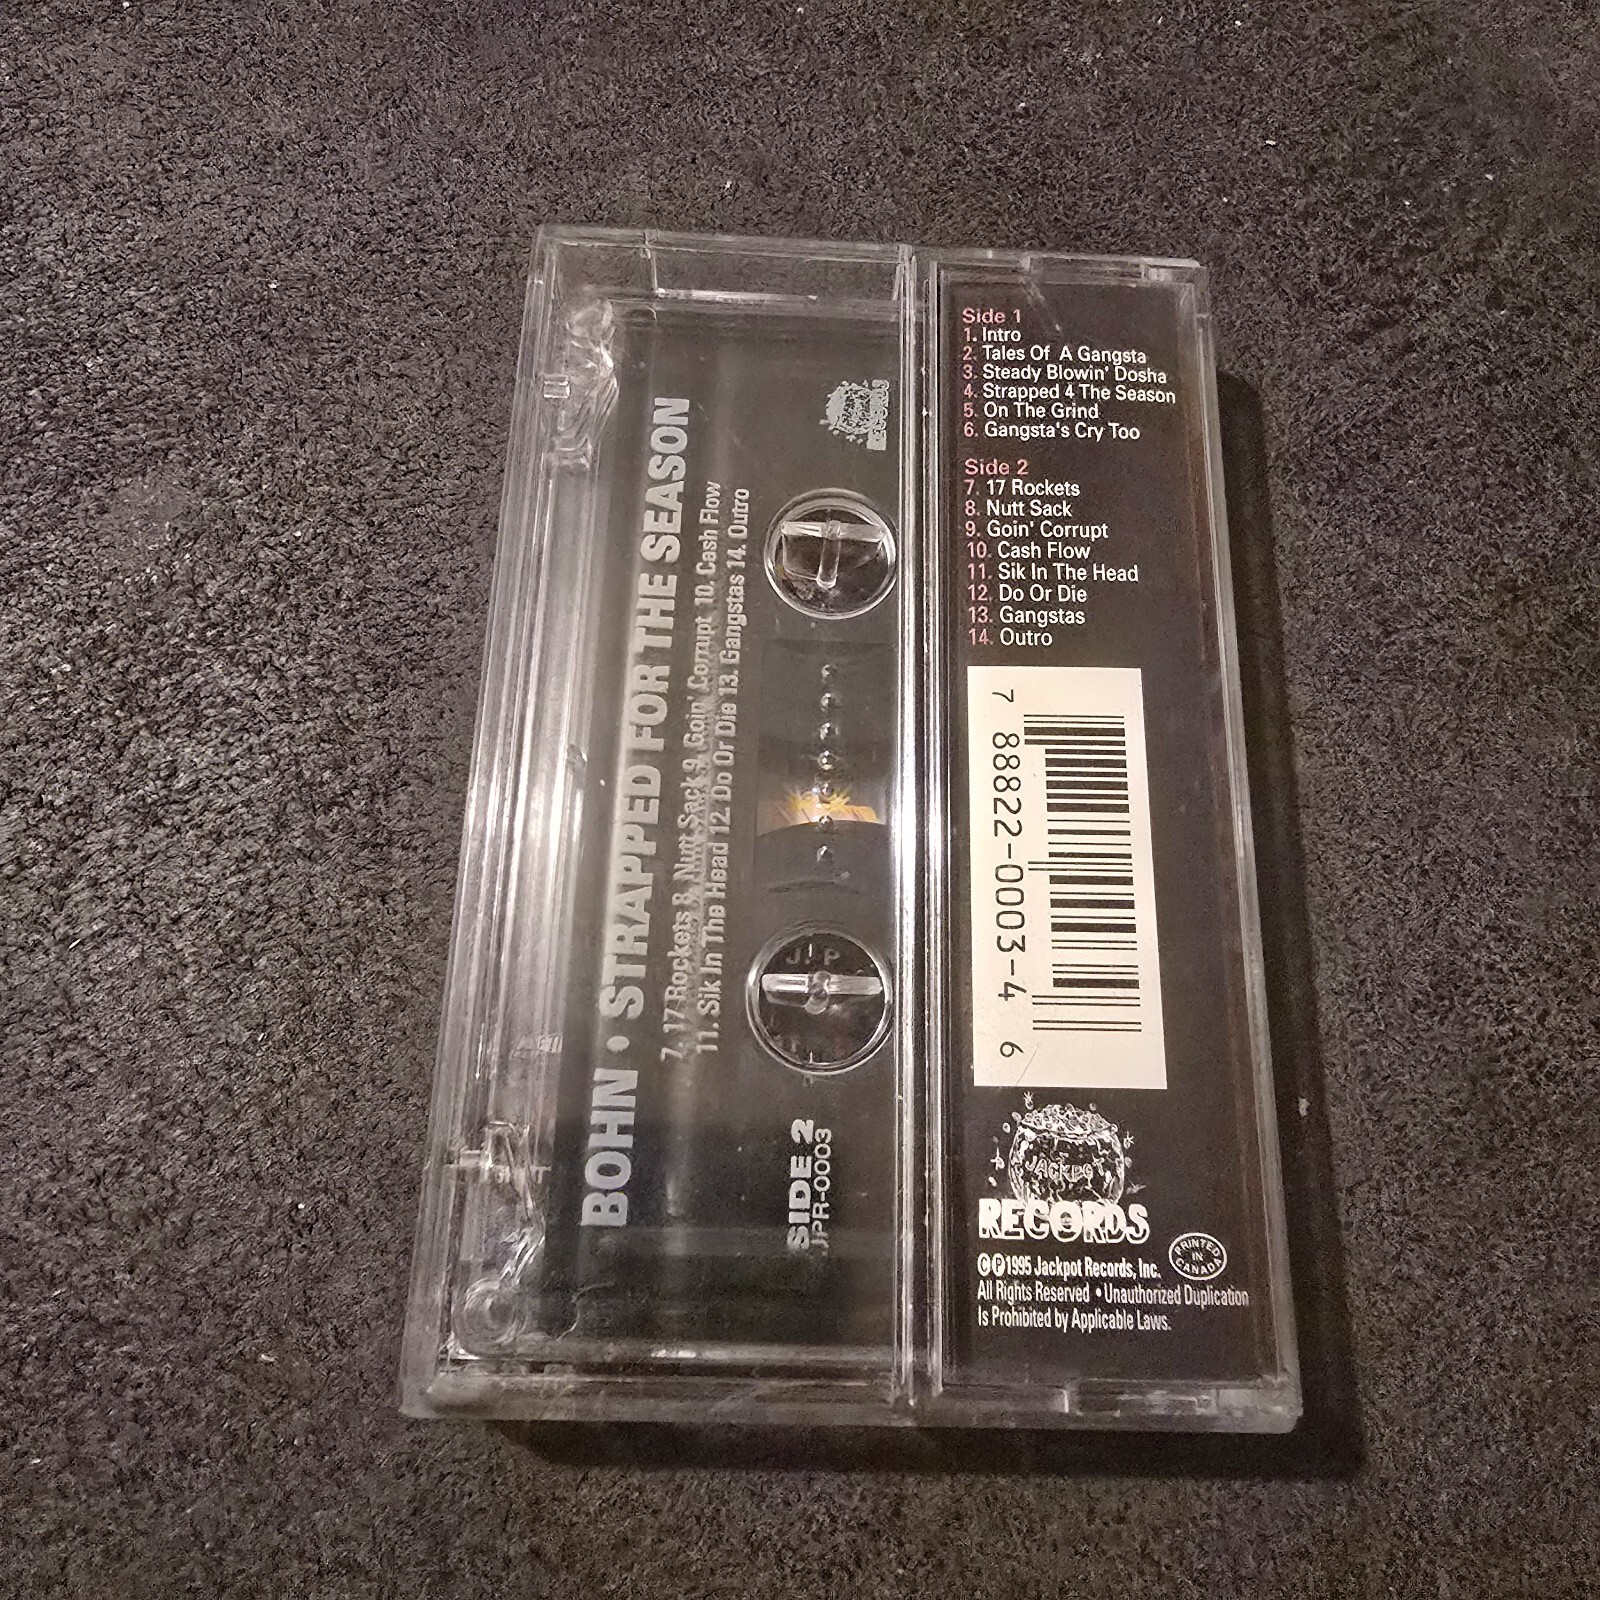 BOHN • STRAPPED FOR THE SEASON
7. 17 Rockets 8. Nutt Sack 9. Goin' Corrupt 10. Cash Flow
11. Sik In The Head 12. Do Or Die 13. Gangstas 14. Outro
SIDE 2
JPR-0003
RECORDS
Side 1
1. Intro
2. Tales Of A Gangsta
3. Steady Blowin' Dosha
4. Strapped 4 The Season
5. On The Grind
6. Gangsta's Cry Too
Side 2
7. 17 Rockets
8. Nutt Sack
9. Goin' Corrupt
10. Cash Flow
11. Sik In The Head
12. Do Or Die
13. Gangstas
14. Outro
7 88822-0003-4 6
JACKPOT
RECORDS
PRINTED IN CANADA
©℗1995 Jackpot Records, Inc.
All Rights Reserved • Unauthorized Duplication
Is Prohibited by Applicable Laws.